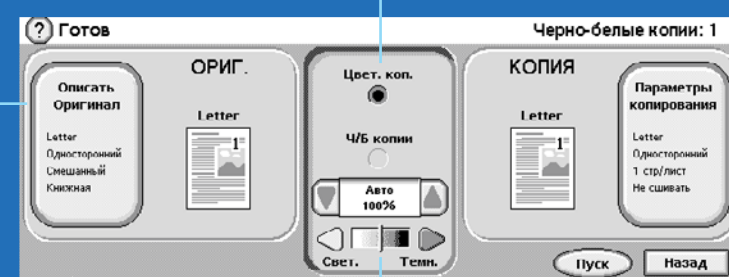 ? Готов
Черно-белые копии: 1
Описать
Оригинал
Letter
Односторонний
Смешанный
Книжная
ОРИГ.
Letter
1
Цвет. коп.
Ч/Б копии
Авто
100%
Свет.
Темн.
КОПИЯ
Letter
1
Параметры
копирования
Letter
Односторонний
1 стр/лист
Не сшивать
Пуск
Назад